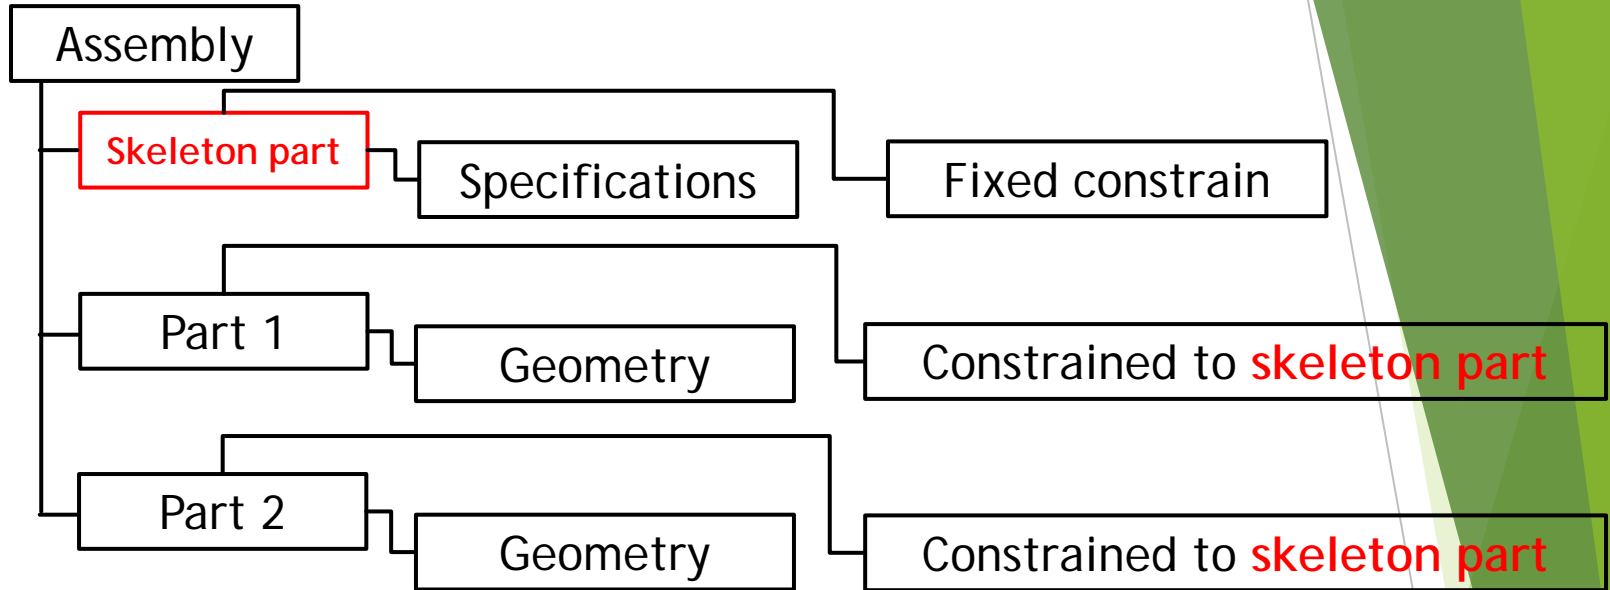 Assembly
Skeleton part
Specifications
Fixed constrain
Part 1
Geometry
Constrained to skeleton part
Part 2
Geometry
Constrained to skeleton part